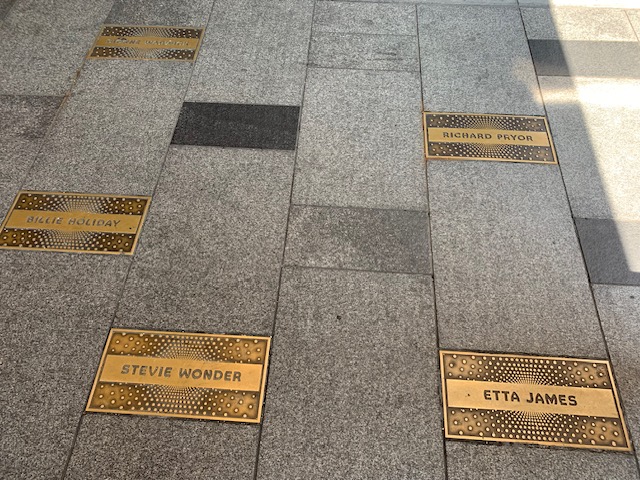 RICHARD PRYOR
BILLIE HOLIDAY
STEVIE WONDER
ETTA JAMES